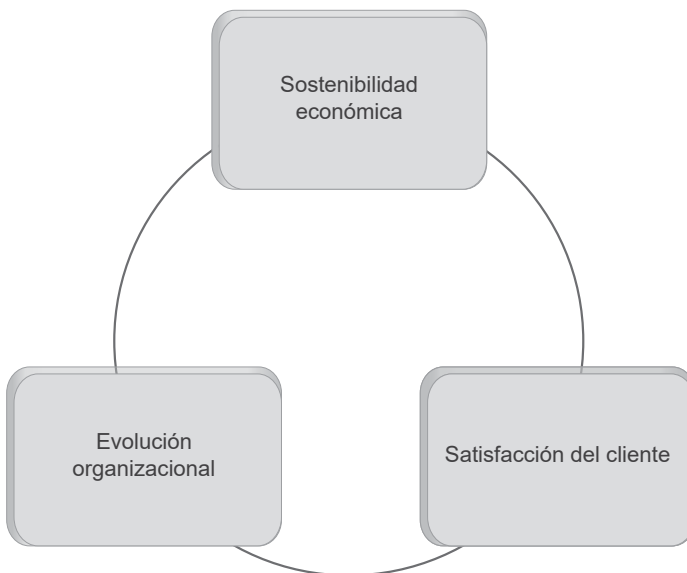 Sostenibilidad
económica
Evolución
organizacional
Satisfacción del cliente